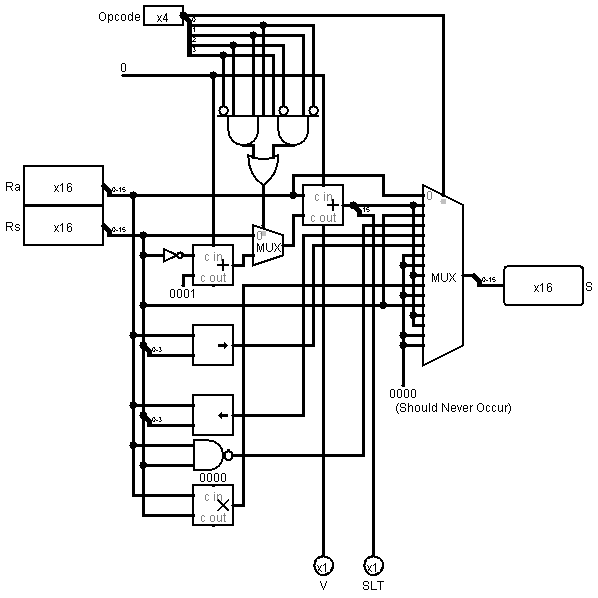 Opcode x4
0
1
2
3
0
Ra x16 0-15
Rs x16 0-15
c in
+
c out
15
0
MUX
c in
+
c out
0001
0
MUX
0-15
x16 S
0-3
0-3
0000
(Should Never Occur)
0000
c in
c out
x1
V
x1
SLT